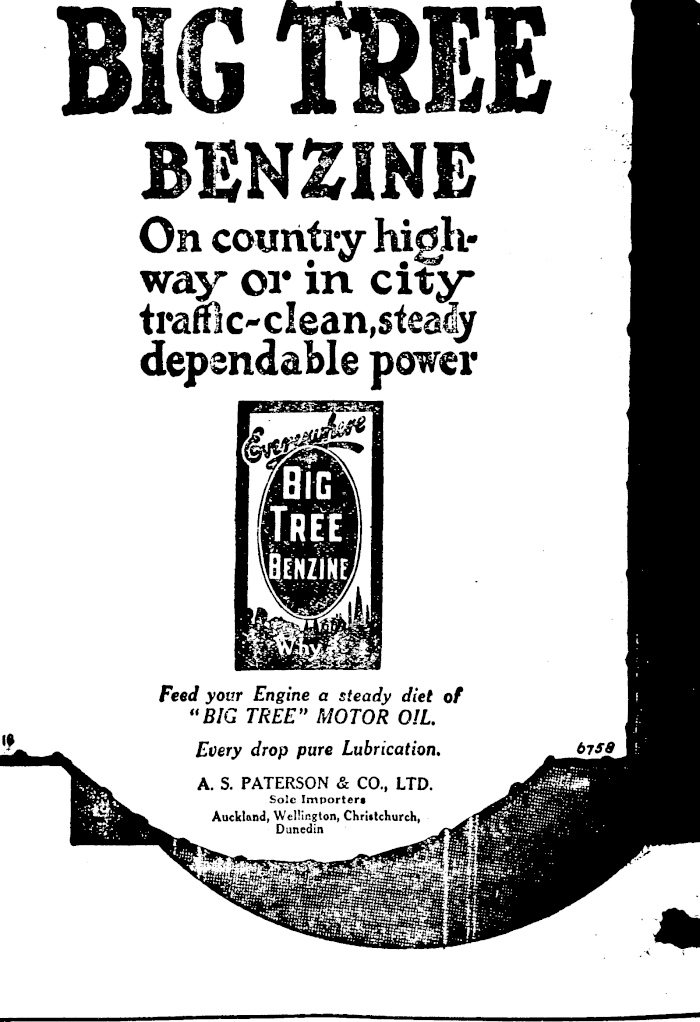 BIG TREE
BENZINE
On country high-
way or in city
traffic-clean, steady
dependable power
Everywhere
BIG
TREE
BENZINE
Why
Feed your Engine a steady diet of
"BIG TREE" MOTOR OIL.
Every drop pure Lubrication.
6758
A. S. PATERSON & CO., LTD.
Sole Importers
Auckland, Wellington, Christchurch,
Dunedin